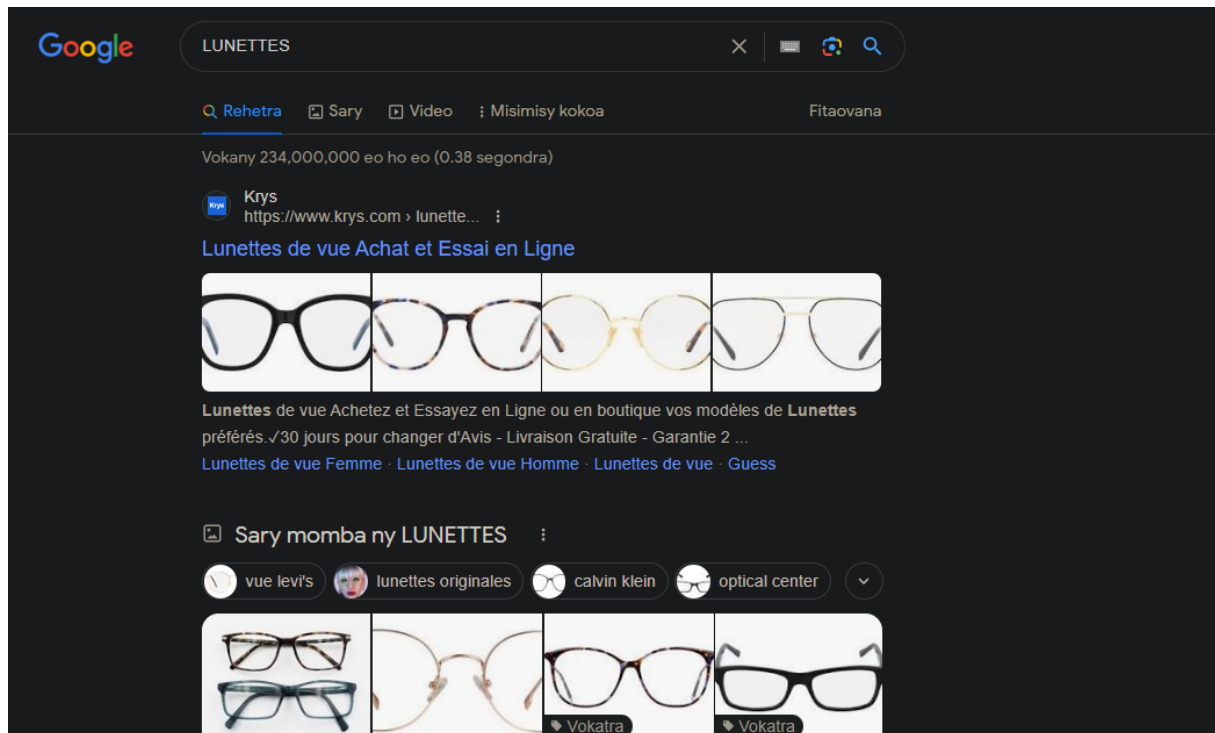 Google
LUNETTES
Rehetra Sary Video Misimisy kokoa Fitaovana
Vokany 234,000,000 eo ho eo (0.38 segondra)
Krys
Krys
https://www.krys.com › lunette...
Lunettes de vue Achat et Essai en Ligne
Lunettes de vue Achetez et Essayez en Ligne ou en boutique vos modèles de Lunettes
préférés.✓30 jours pour changer d'Avis - Livraison Gratuite - Garantie 2 ...
Lunettes de vue Femme · Lunettes de vue Homme · Lunettes de vue · Guess
Sary momba ny LUNETTES
vue levi's lunettes originales calvin klein optical center
Vokatra Vokatra